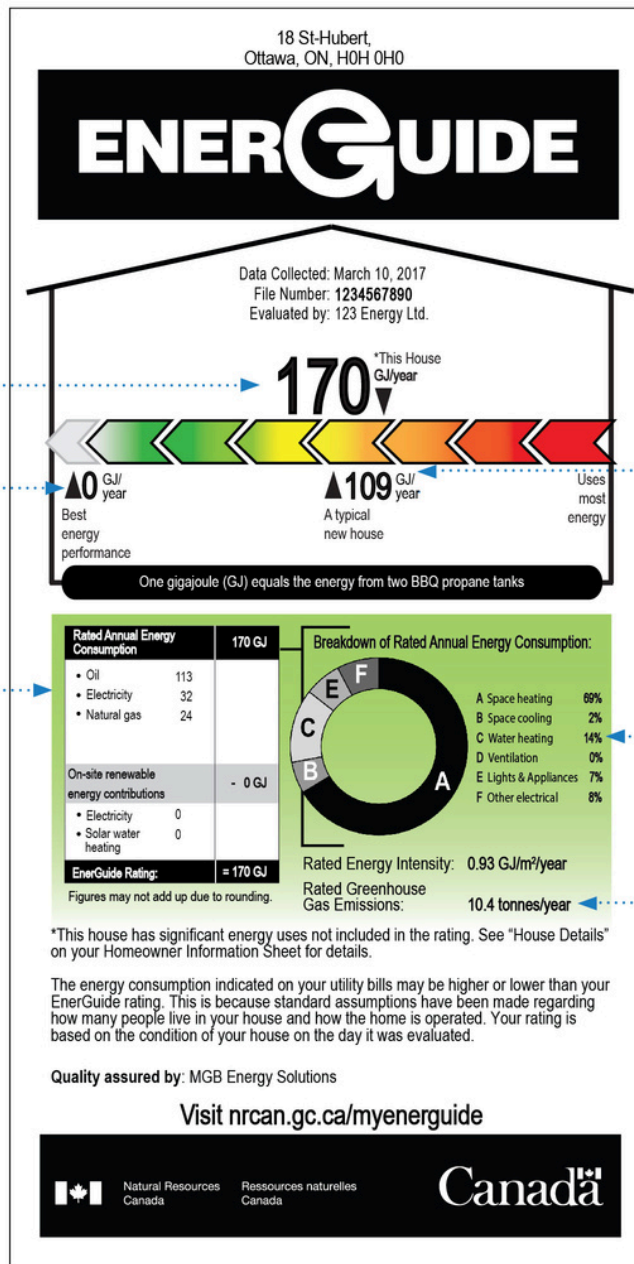 18 St-Hubert,
Ottawa, ON, H0H 0H0
ENERGUIDE
Data Collected: March 10, 2017
File Number: 1234567890
Evaluated by: 123 Energy Ltd.
170
*This House
GJ/year
0 GJ/
year
Best
energy
performance
109 GJ/
year
A typical
new house
Uses
most
energy
One gigajoule (GJ) equals the energy from two BBQ propane tanks
Rated Annual Energy
Consumption
170 GJ
• Oil 113
• Electricity 32
• Natural gas 24
On-site renewable
energy contributions
- 0 GJ
• Electricity 0
• Solar water
heating
0
EnerGuide Rating: = 170 GJ
Figures may not add up due to rounding.
Breakdown of Rated Annual Energy Consumption:
A
B
C
E
F
A Space heating 69%
B Space cooling 2%
C Water heating 14%
D Ventilation 0%
E Lights & Appliances 7%
F Other electrical 8%
Rated Energy Intensity: 0.93 GJ/m²/year
Rated Greenhouse
Gas Emissions: 10.4 tonnes/year
*This house has significant energy uses not included in the rating. See “House Details”
on your Homeowner Information Sheet for details.
The energy consumption indicated on your utility bills may be higher or lower than your
EnerGuide rating. This is because standard assumptions have been made regarding
how many people live in your house and how the home is operated. Your rating is
based on the condition of your house on the day it was evaluated.
Quality assured by: MGB Energy Solutions
Visit nrcan.gc.ca/myenerguide
Natural Resources
Canada
Ressources naturelles
Canada
Canada